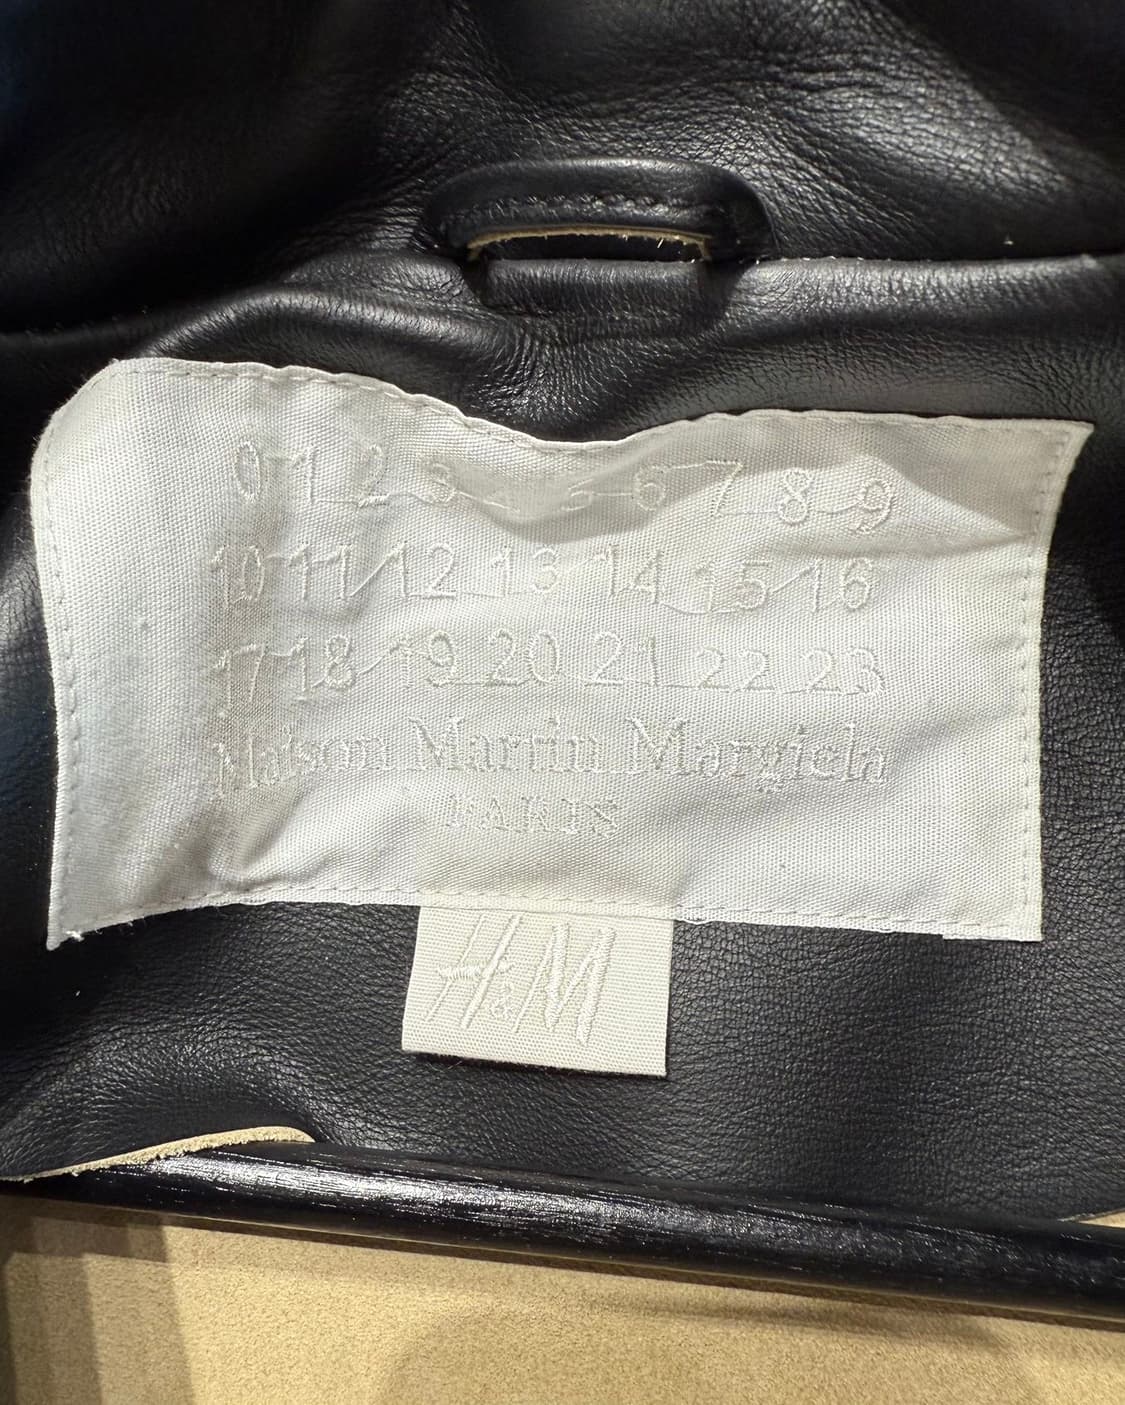 0 1 2 3 4 5 6 7 8 9
10 11 12 13 14 15 16
17 18 19 20 21 22 23
Maison Martin Margiela
PARIS
H&M